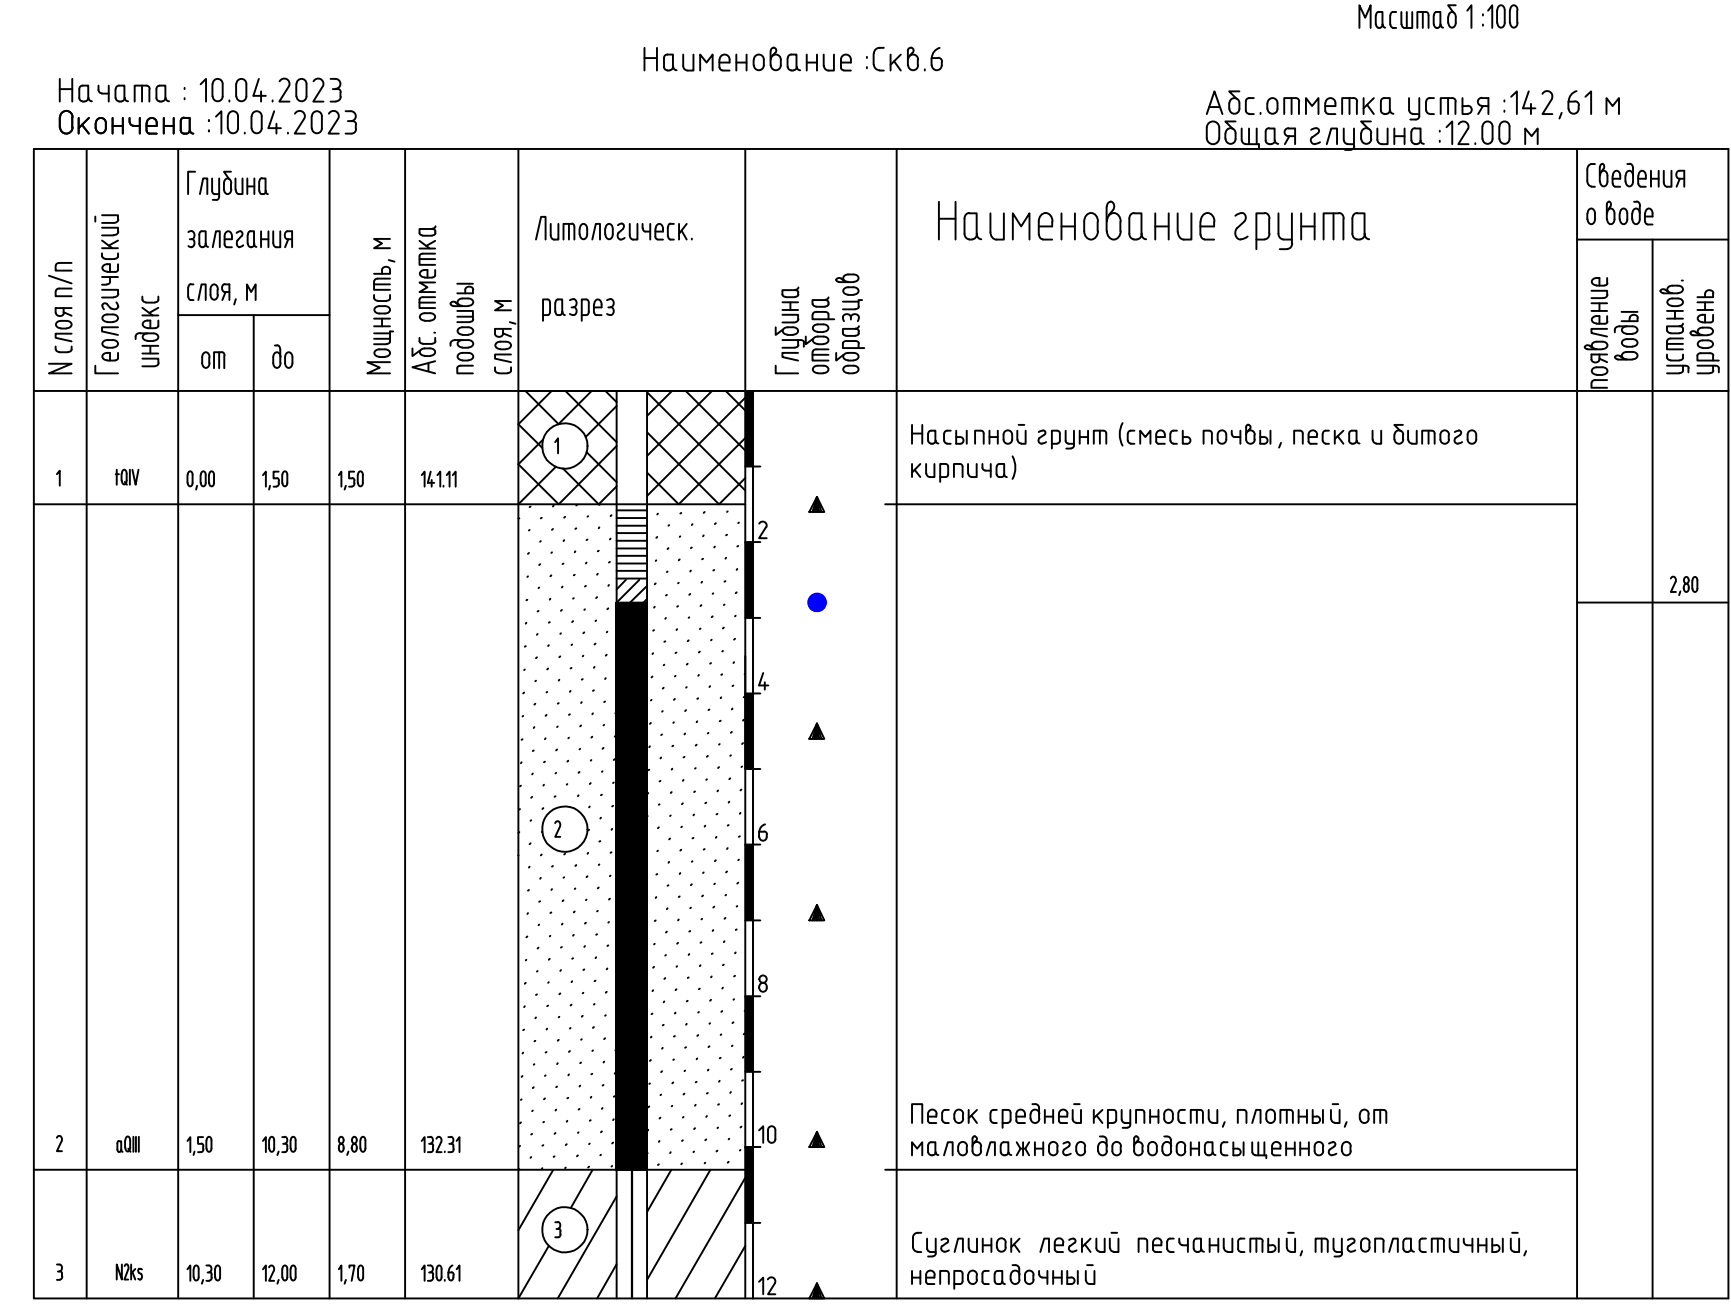 Масштаб 1:100
Наименование :Скв.6
Начата : 10.04.2023
Окончена :10.04.2023
Абс.отметка устья :142,61 м
Общая глубина :12.00 м
N слоя п/п
Геологический
индекс
Глубина
залегания
слоя, м
от
до
Мощность, м
Абс. отметка
подошвы
слоя, м
Литологическ.
разрез
Глубина
отбора
образцов
Наименование грунта
Сведения
о воде
появление
воды
установ.
уровень
1
Насыпной грунт (смесь почвы, песка и битого
кирпича)
1 tQIV 0,00 1,50 1,50 141.11
2
2,80
4
2
6
8
Песок средней крупности, плотный, от
маловлажного до водонасыщенного
2 aQIII 1,50 10,30 8,80 132.31
10
3
Суглинок легкий песчанистый, тугопластичный,
непросадочный
3 N2ks 10,30 12,00 1,70 130.61
12